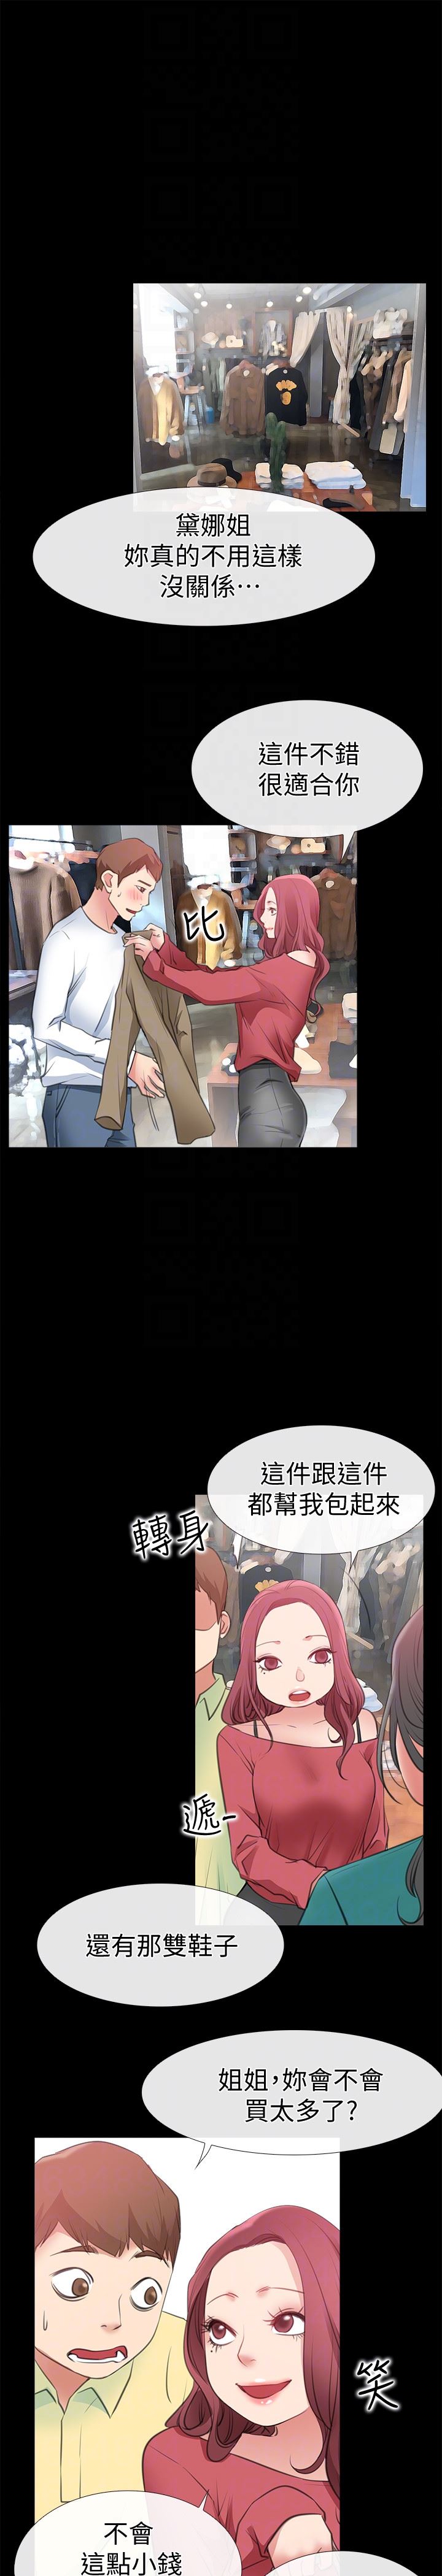 黛娜姐
妳真的不用這樣
沒關係⋯
這件不錯
很適合你
比
這件跟這件
都幫我包起來
轉身
遞-
還有那雙鞋子
姐姐,妳會不會
買太多了?
笑
不會
這點小錢